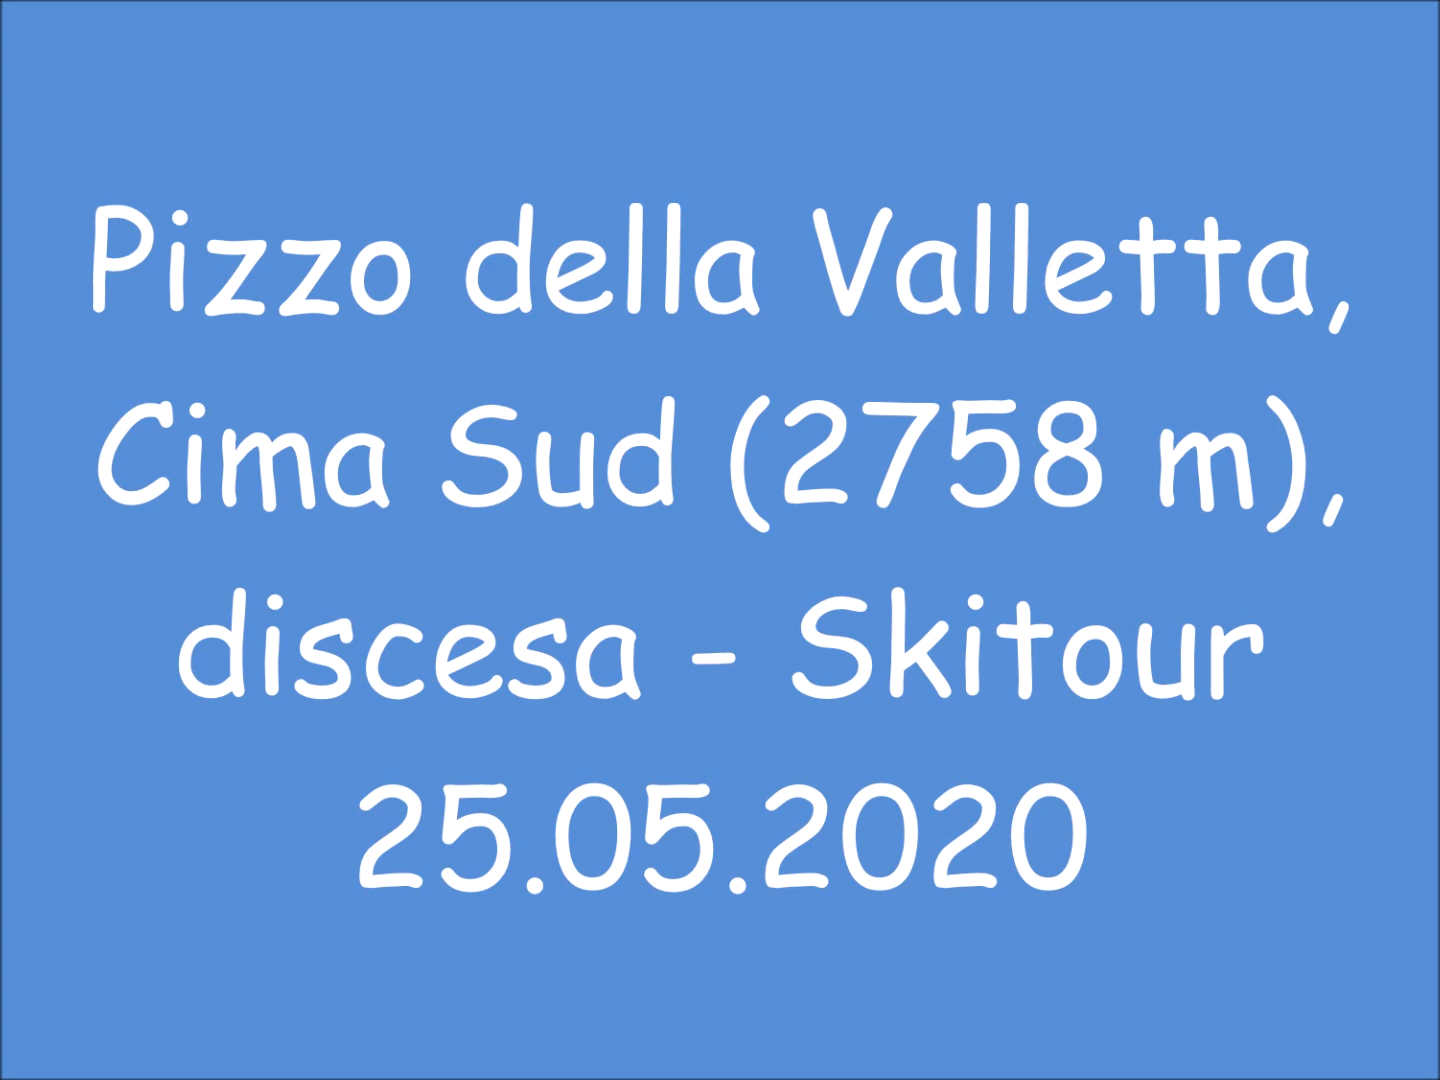 Pizzo della Valletta,
Cima Sud (2758 m),
discesa - Skitour
25.05.2020